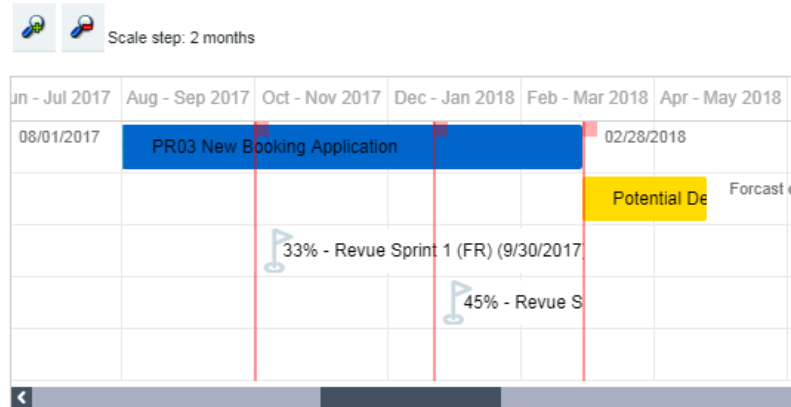 Scale step: 2 months
un - Jul 2017 Aug - Sep 2017 Oct - Nov 2017 Dec - Jan 2018 Feb - Mar 2018 Apr - May 2018
08/01/2017 PR03 New Booking Application 02/28/2018
Potential De Forcast
33% - Revue Sprint 1 (FR) (9/30/2017
45% - Revue S